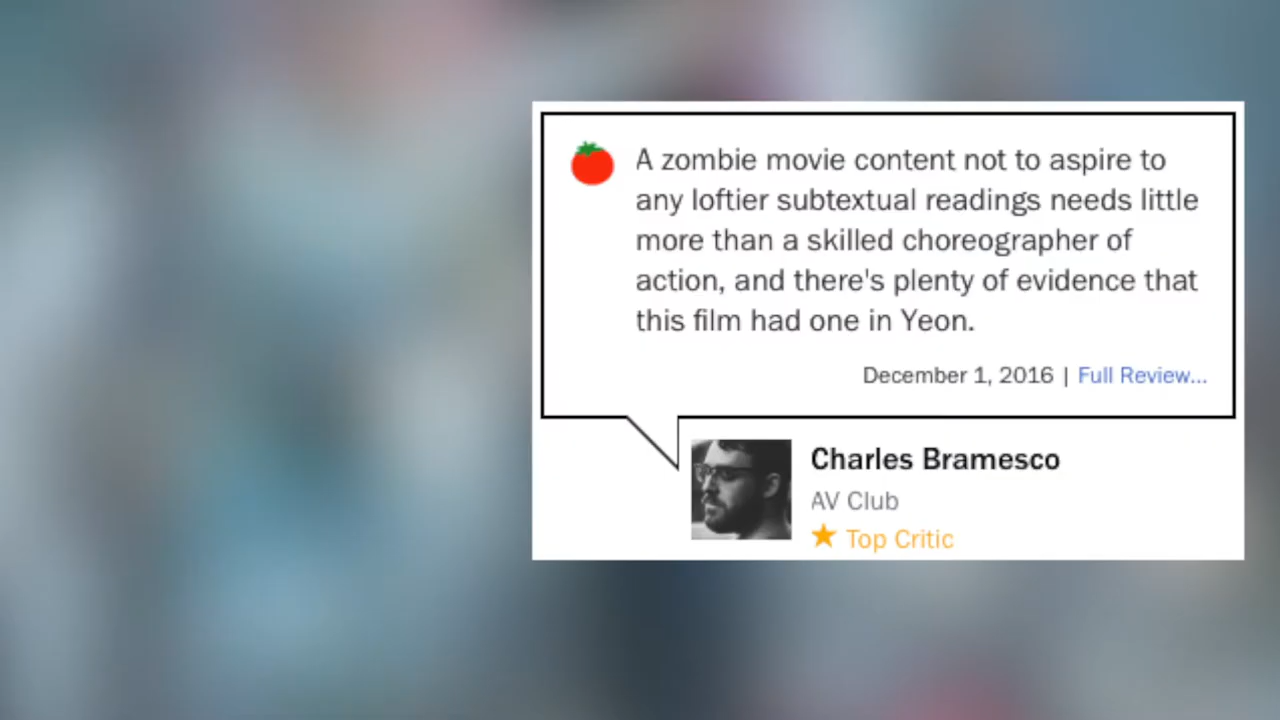 A zombie movie content not to aspire to
any loftier subtextual readings needs little
more than a skilled choreographer of
action, and there's plenty of evidence that
this film had one in Yeon.
December 1, 2016 | Full Review...
Charles Bramesco
AV Club
Top Critic